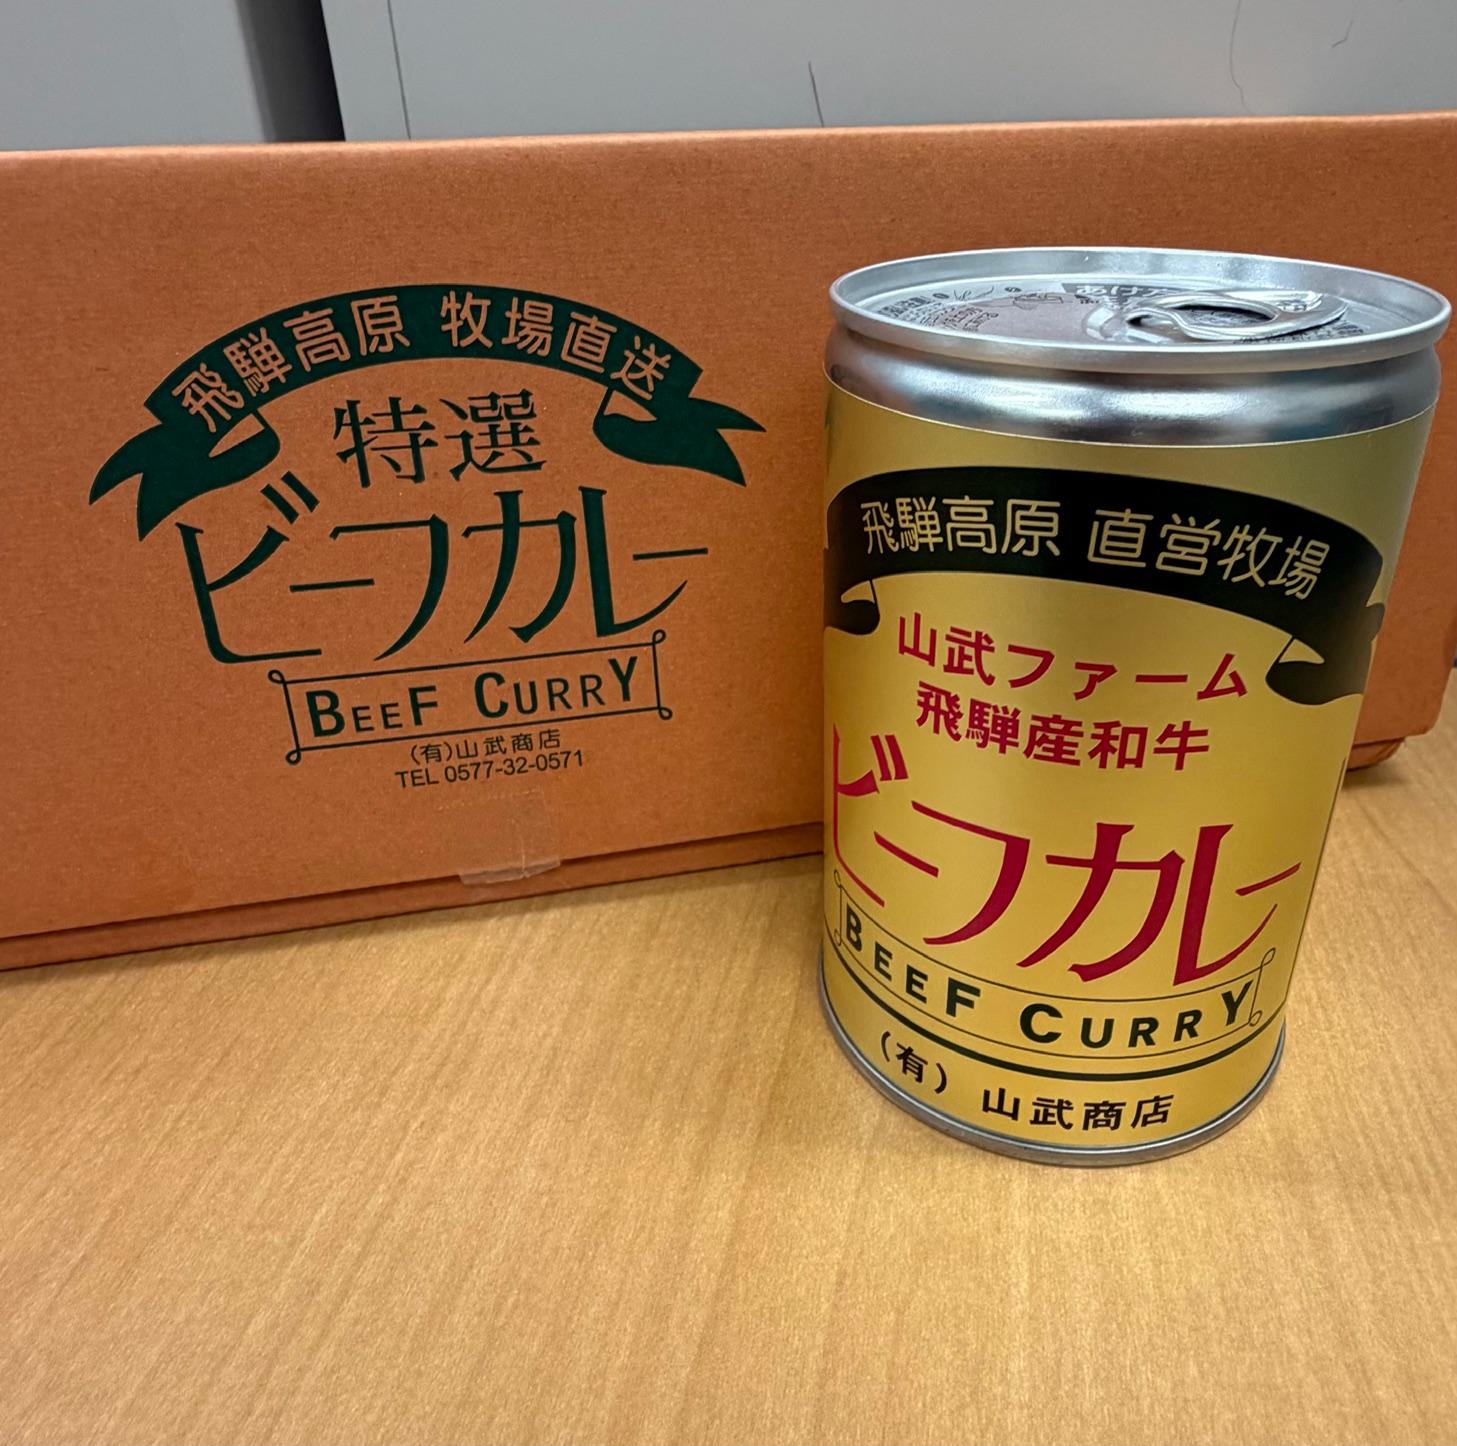 飛騨高原 牧場直送
特選
ビーフカレー
BEEF CURRY
(有)山武商店
TEL 0577-32-0571
飛騨高原 直営牧場
山武ファーム
飛騨産和牛
ビーフカレー
BEEF CURRY
(有) 山武商店